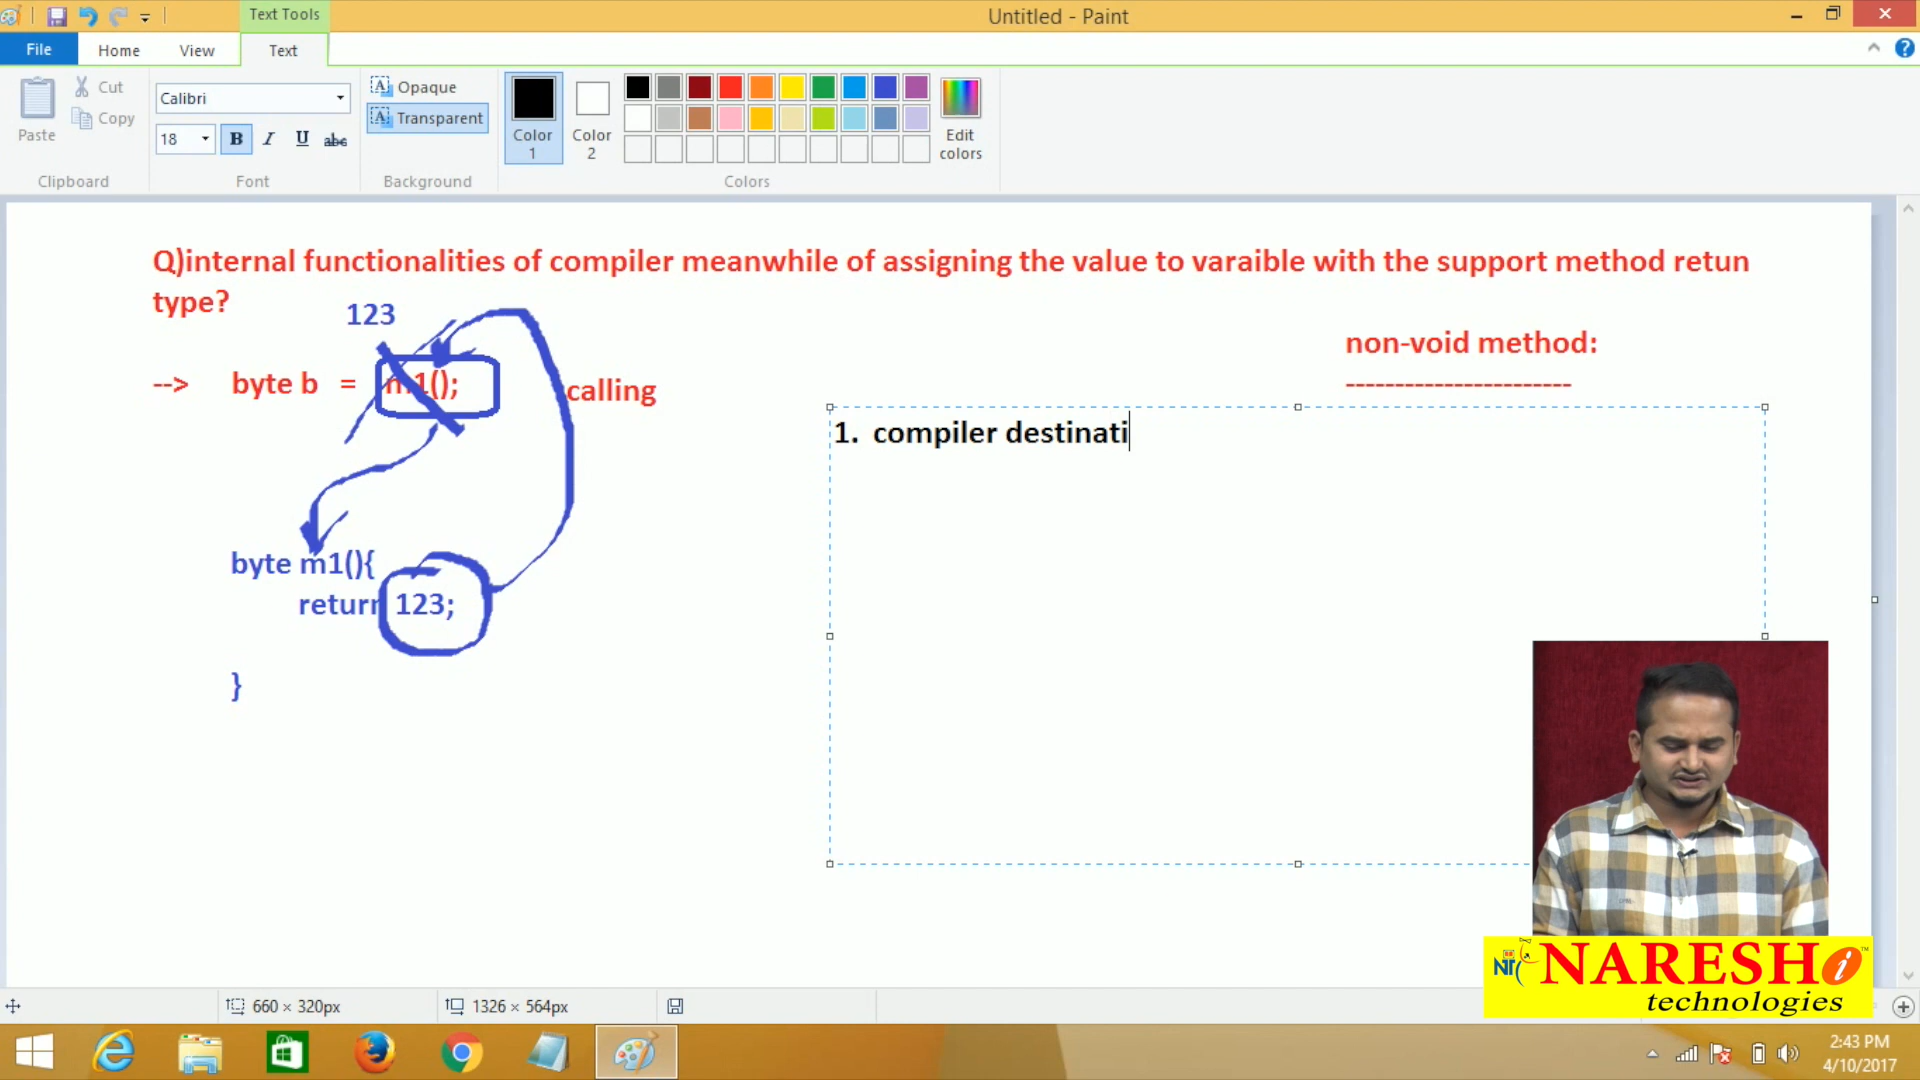 Text Tools
Untitled - Paint
File
Home
View
Text
Paste
Cut
Copy
Clipboard
Calibri
18
B
I
U
abc
Font
Opaque
Transparent
Background
Color
1
Color
2
Edit
colors
Colors
Q)internal functionalities of compiler meanwhile of assigning the value to varaible with the support method retun
type?
123
non-void method:
-----------------------
--> byte b = m1();
calling
1. compiler destinati
byte m1(){
return 123;
}
NARESH i
technologies
660 × 320px
1326 × 564px
2:43 PM
4/10/2017